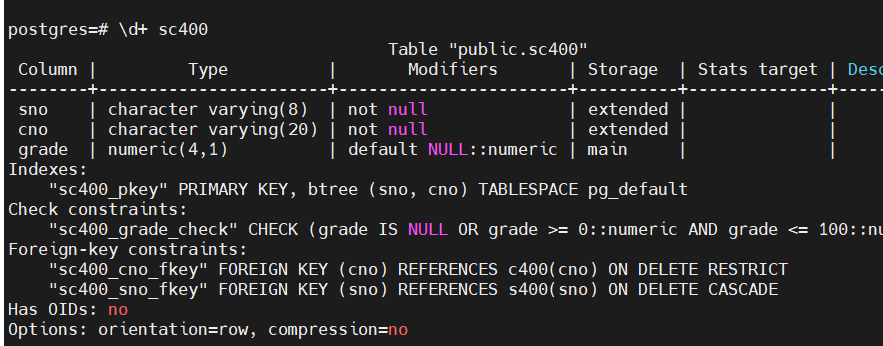 postgres=# \d+ sc400
                                 Table "public.sc400"
 Column |         Type          |       Modifiers       | Storage  | Stats target |
--------+-----------------------+-----------------------+----------+--------------+-----
 sno    | character varying(8)  | not null              | extended |              |
 cno    | character varying(20) | not null              | extended |              |
 grade  | numeric(4,1)          | default NULL::numeric | main     |              |
Indexes:
    "sc400_pkey" PRIMARY KEY, btree (sno, cno) TABLESPACE pg_default
Check constraints:
    "sc400_grade_check" CHECK (grade IS NULL OR grade >= 0::numeric AND grade <= 100::nu
Foreign-key constraints:
    "sc400_cno_fkey" FOREIGN KEY (cno) REFERENCES c400(cno) ON DELETE RESTRICT
    "sc400_sno_fkey" FOREIGN KEY (sno) REFERENCES s400(sno) ON DELETE CASCADE
Has OIDs: no
Options: orientation=row, compression=no